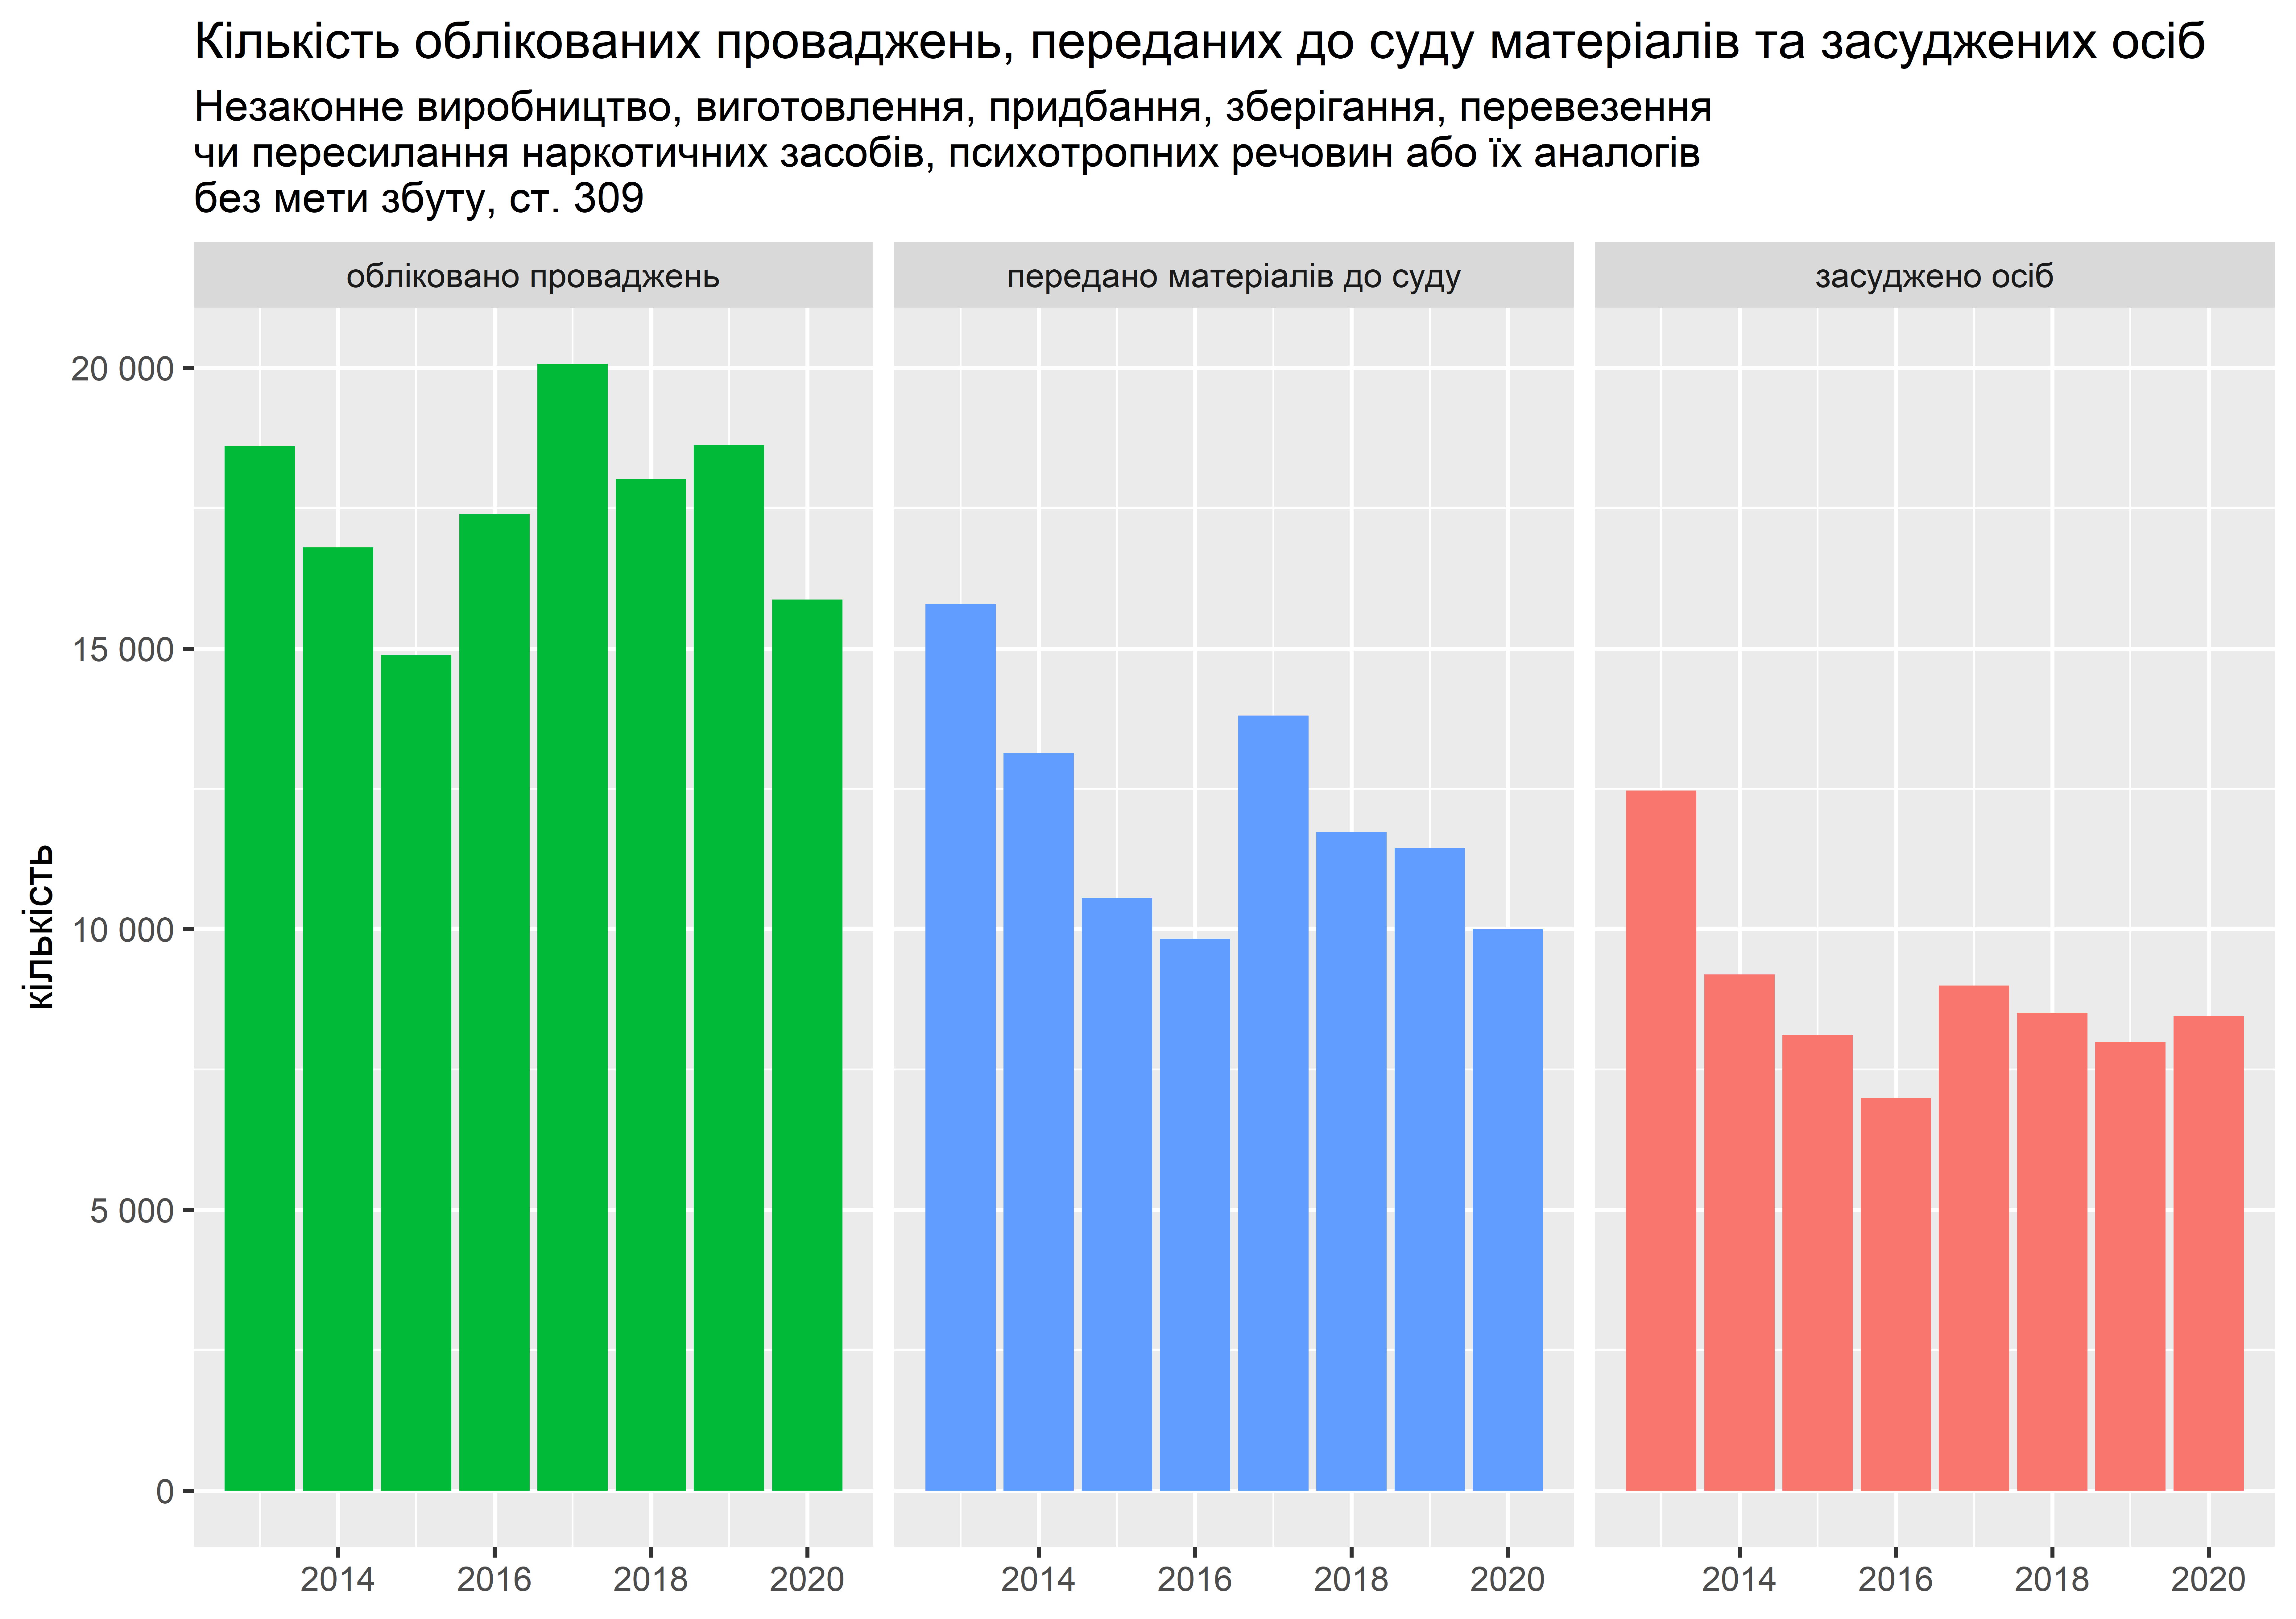 Кількість облікованих проваджень, переданих до суду матеріалів та засуджених осіб
Незаконне виробництво, виготовлення, придбання, зберігання, перевезення
чи пересилання наркотичних засобів, психотропних речовин або їх аналогів
без мети збуту, ст. 309
обліковано проваджень
передано матеріалів до суду
засуджено осіб
кількість
20 000
15 000
10 000
5 000
0
2014 2016 2018 2020
2014 2016 2018 2020
2014 2016 2018 2020